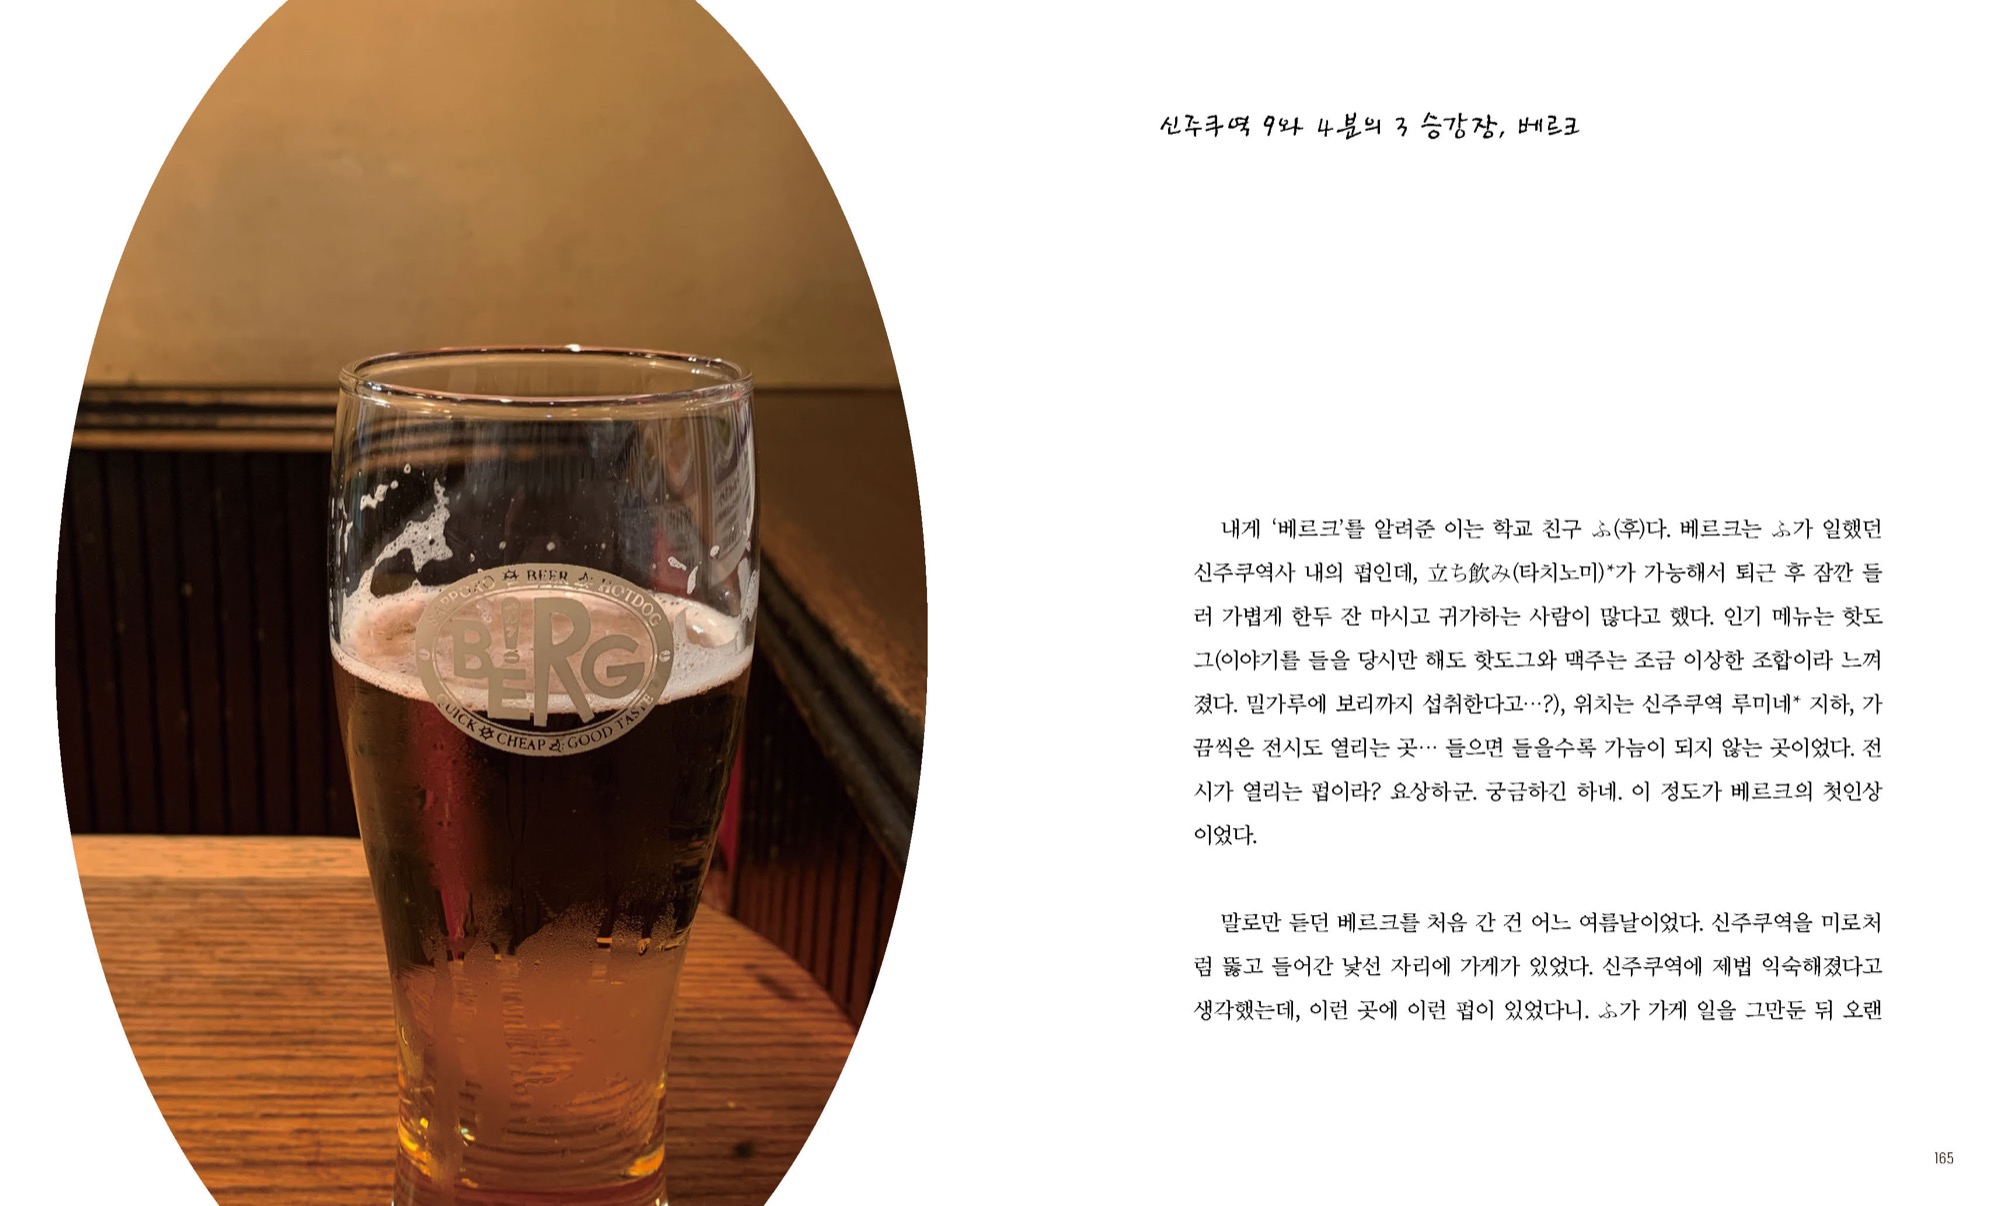 SAPPORO BEER HOTDOG
BERG
QUICK CHEAP GOOD TASTE
신주쿠역 9와 4분의 3 승강장, 베르크
내게 ‘베르크’를 알려준 이는 학교 친구 ふ(후)다. 베르크는 ふ가 일했던
신주쿠역사 내의 펍인데, 立ち飲み(타치노미)*가 가능해서 퇴근 후 잠깐 들
러 가볍게 한두 잔 마시고 귀가하는 사람이 많다고 했다. 인기 메뉴는 핫도
그(이야기를 들을 당시만 해도 핫도그와 맥주는 조금 이상한 조합이라 느껴
졌다. 밀가루에 보리까지 섭취한다고…?), 위치는 신주쿠역 루미네* 지하, 가
끔씩은 전시도 열리는 곳… 들으면 들을수록 가늠이 되지 않는 곳이었다. 전
시가 열리는 펍이라? 요상하군. 궁금하긴 하네. 이 정도가 베르크의 첫인상
이었다.
말로만 듣던 베르크를 처음 간 건 어느 여름날이었다. 신주쿠역을 미로처
럼 뚫고 들어간 낯선 자리에 가게가 있었다. 신주쿠역에 제법 익숙해졌다고
생각했는데, 이런 곳에 이런 펍이 있었다니. ふ가 가게 일을 그만둔 뒤 오랜
165